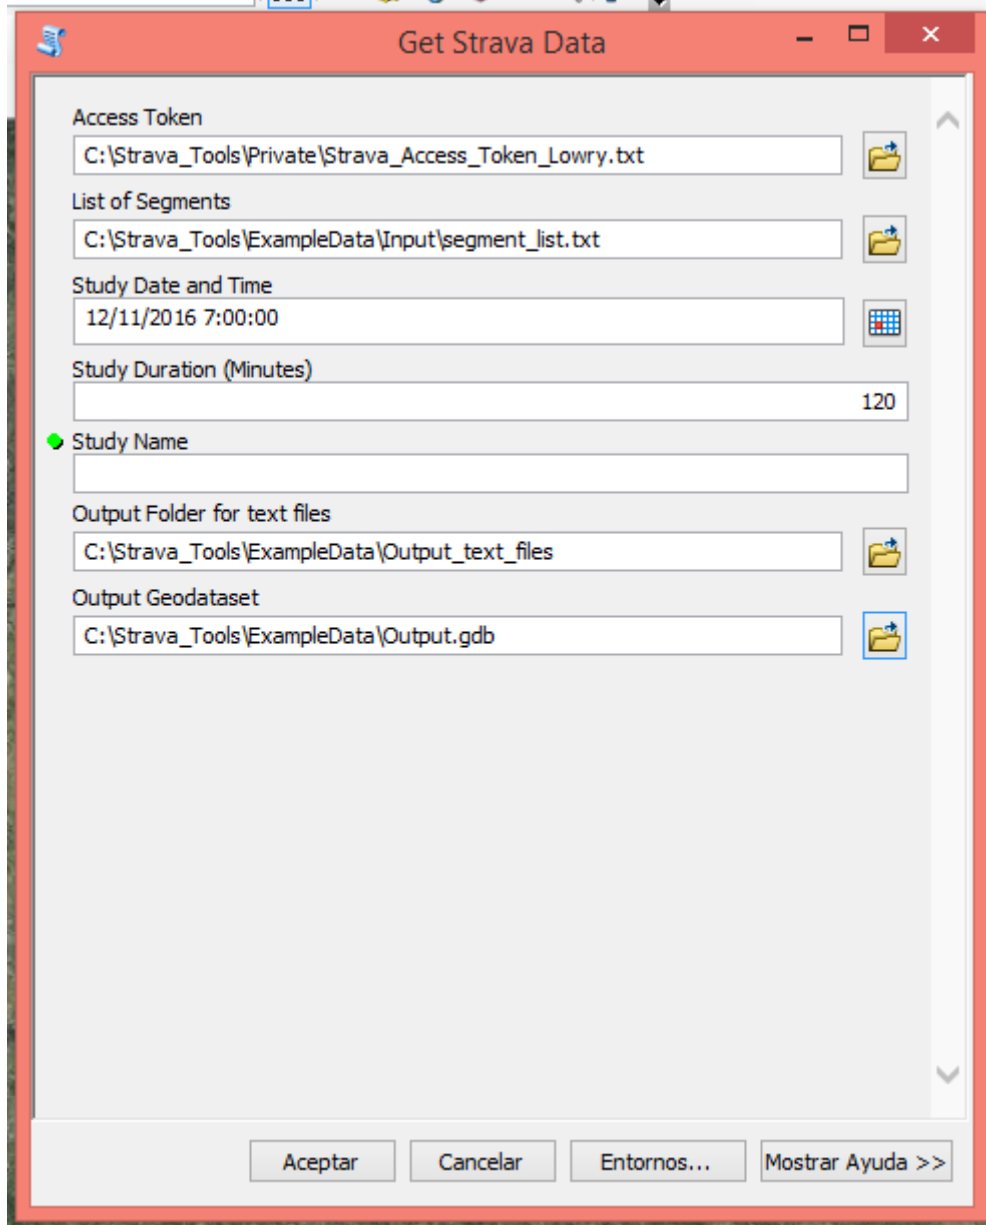 Get Strava Data
Access Token
C:\Strava_Tools\Private\Strava_Access_Token_Lowry.txt
List of Segments
C:\Strava_Tools\ExampleData\Input\segment_list.txt
Study Date and Time
12/11/2016 7:00:00
Study Duration (Minutes)
120
Study Name
Output Folder for text files
C:\Strava_Tools\ExampleData\Output_text_files
Output Geodataset
C:\Strava_Tools\ExampleData\Output.gdb
Aceptar Cancelar Entornos... Mostrar Ayuda >>